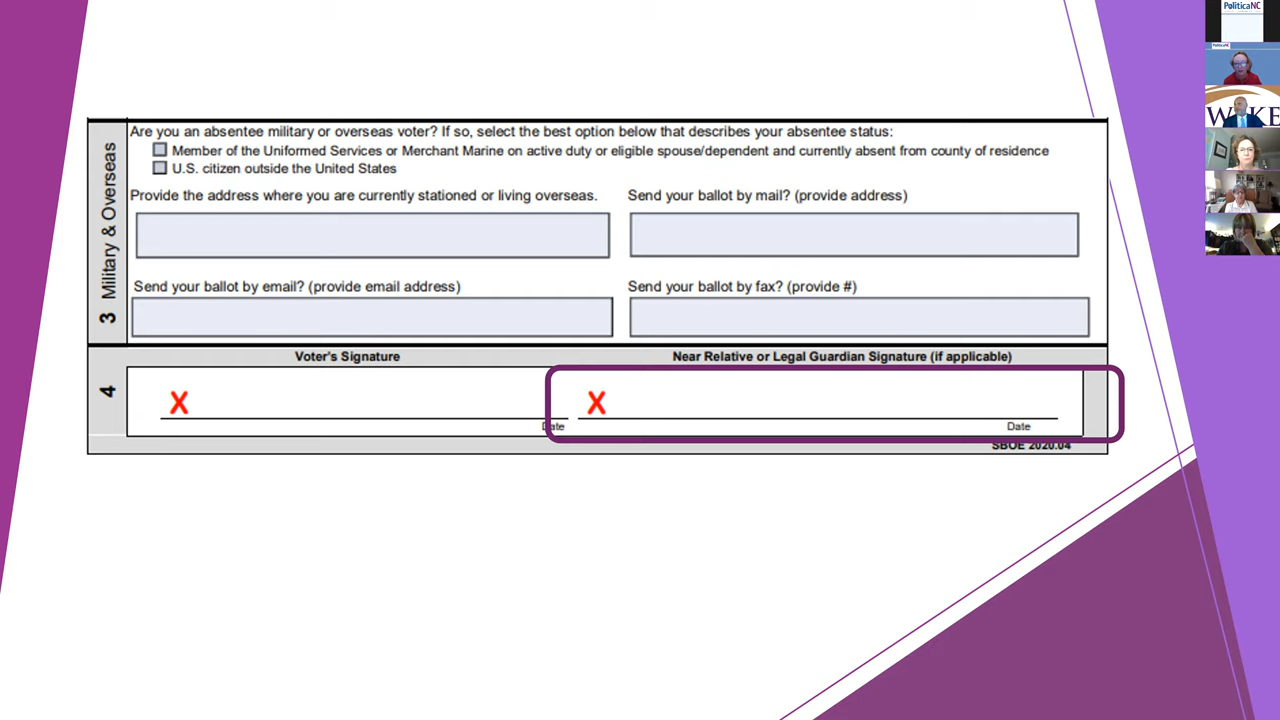 PoliticaNC
PoliticaNC
Are you an absentee military or overseas voter? If so, select the best option below that describes your absentee status:
Member of the Uniformed Services or Merchant Marine on active duty or eligible spouse/dependent and currently absent from county of residence
U.S. citizen outside the United States
Provide the address where you are currently stationed or living overseas.
Send your ballot by mail? (provide address)
Send your ballot by email? (provide email address)
Send your ballot by fax? (provide #)
3 Military & Overseas
Voter's Signature
Near Relative or Legal Guardian Signature (if applicable)
4
X
X
Date
Date
SBOE 2020.04